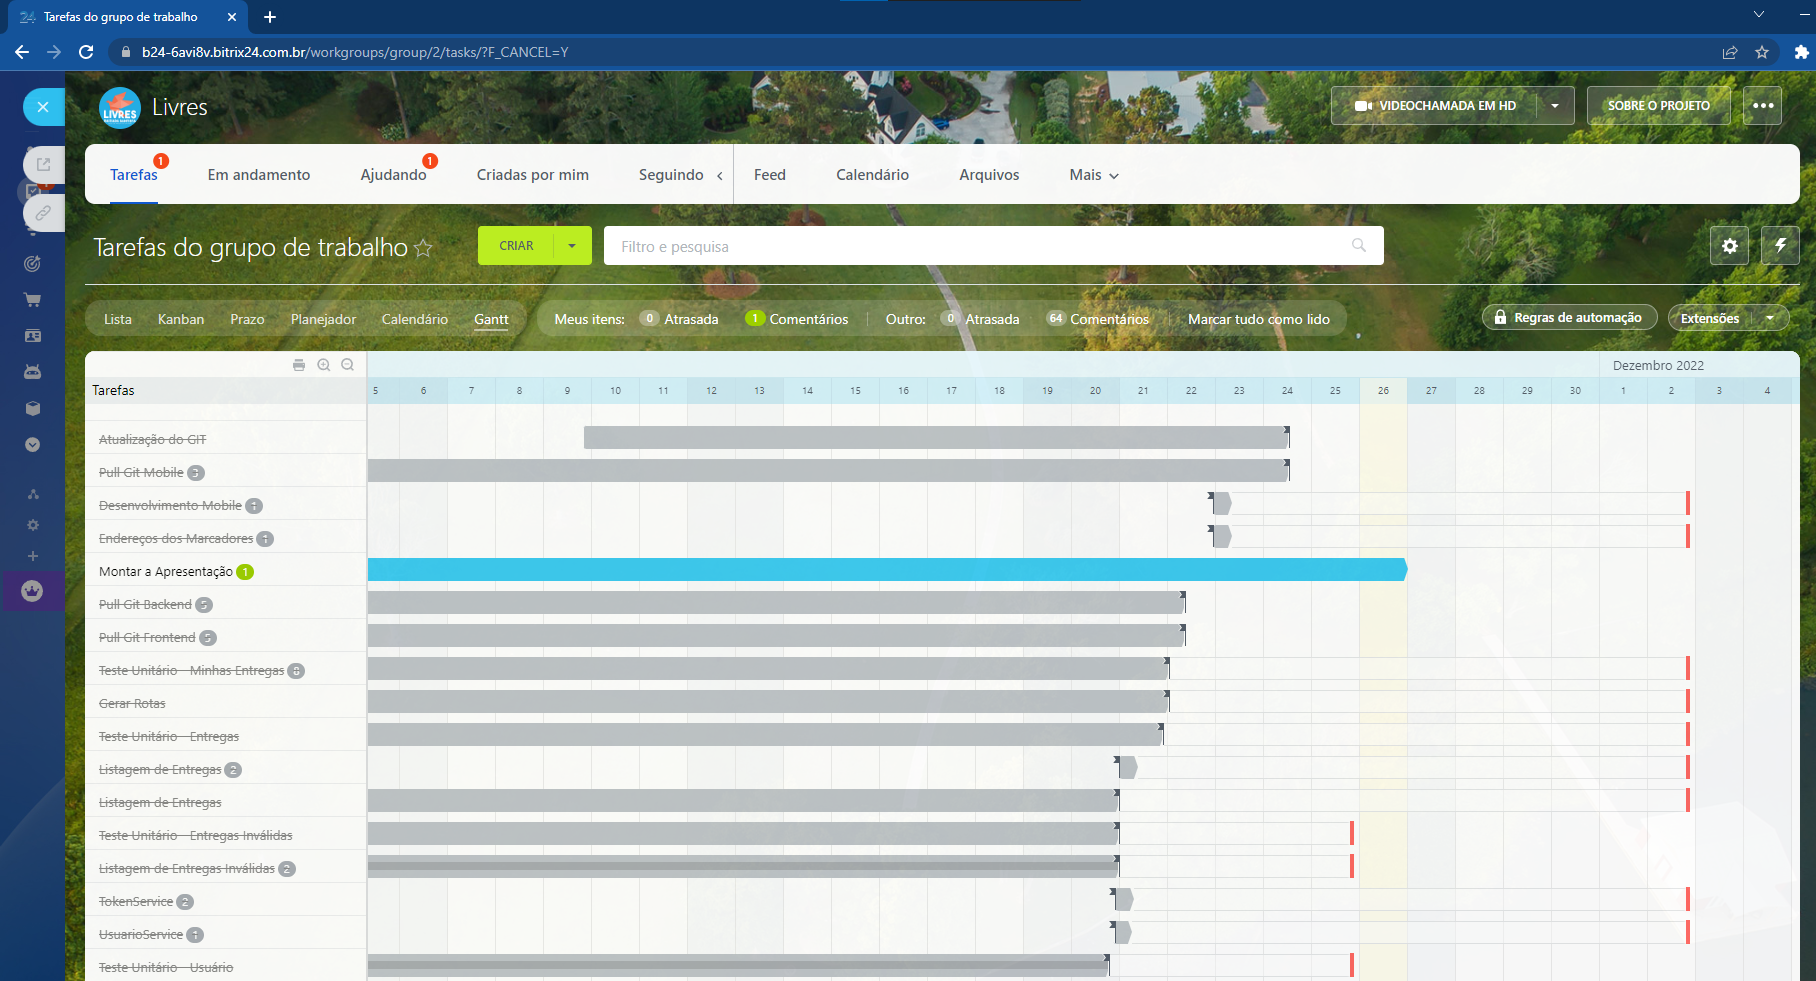 24 Tarefas do grupo de trabalho
b24-6avi8v.bitrix24.com.br/workgroups/group/2/tasks/?F_CANCEL=Y
LIVRES
Livres
VIDEOCHAMADA EM HD
SOBRE O PROJETO
Tarefas 1
Em andamento
Ajudando 1
Criadas por mim
Seguindo
Feed
Calendário
Arquivos
Mais
Tarefas do grupo de trabalho
CRIAR
Filtro e pesquisa
Lista
Kanban
Prazo
Planejador
Calendário
Gantt
Meus itens: 0 Atrasada 1 Comentários
Outro: 0 Atrasada 64 Comentários
Marcar tudo como lido
Regras de automação
Extensões
Dezembro 2022
Tarefas
5 6 7 8 9 10 11 12 13 14 15 16 17 18 19 20 21 22 23 24 25 26 27 28 29 30 1 2 3 4
Atualização do GIT
Pull Git Mobile 3
Desenvolvimento Mobile 1
Endereços dos Marcadores 1
Montar a Apresentação 1
Pull Git Backend 5
Pull Git Frontend 5
Teste Unitário - Minhas Entregas 8
Gerar Rotas
Teste Unitário - Entregas
Listagem de Entregas 2
Listagem de Entregas
Teste Unitário - Entregas Inválidas
Listagem de Entregas Inválidas 2
TokenService 2
UsuarioService 1
Teste Unitário - Usuário